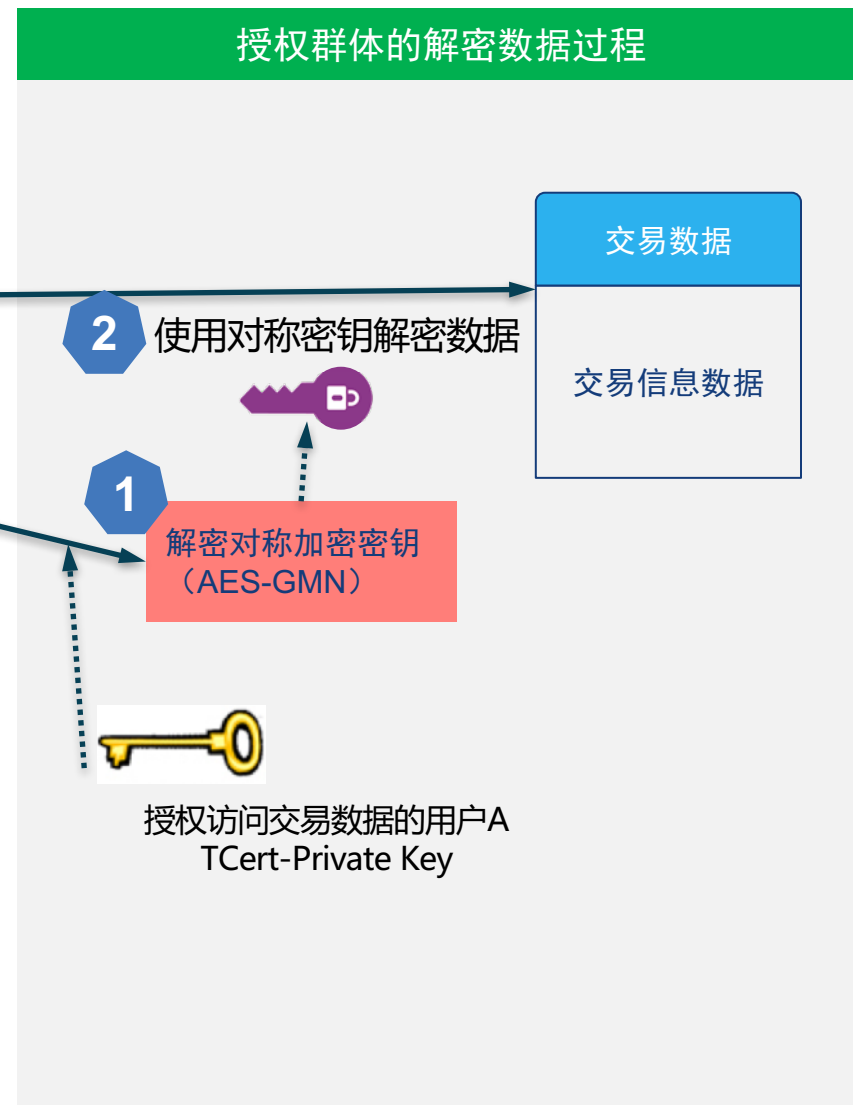 授权群体的解密数据过程
交易数据
2
使用对称密钥解密数据
交易信息数据
1
解密对称加密密钥
（AES-GMN）
授权访问交易数据的用户A
TCert-Private Key